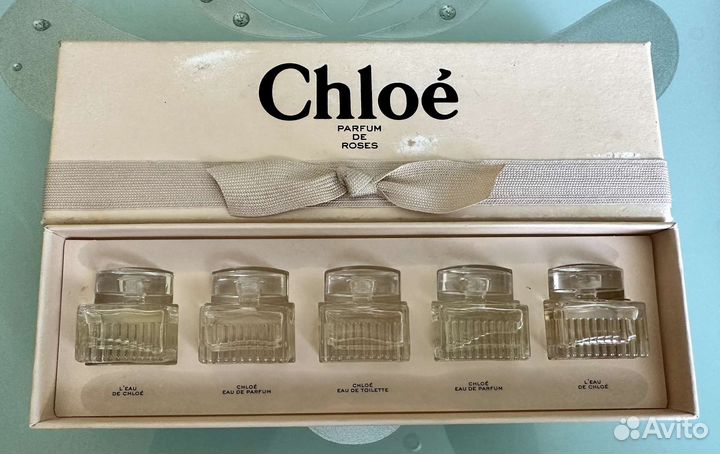 Chloé
PARFUM
DE
ROSES
L'EAU
DE CHLOÉ
CHLOÉ
EAU DE PARFUM
CHLOÉ
EAU DE TOILETTE
CHLOÉ
EAU DE PARFUM
L'EAU
DE CHLOÉ
Avito